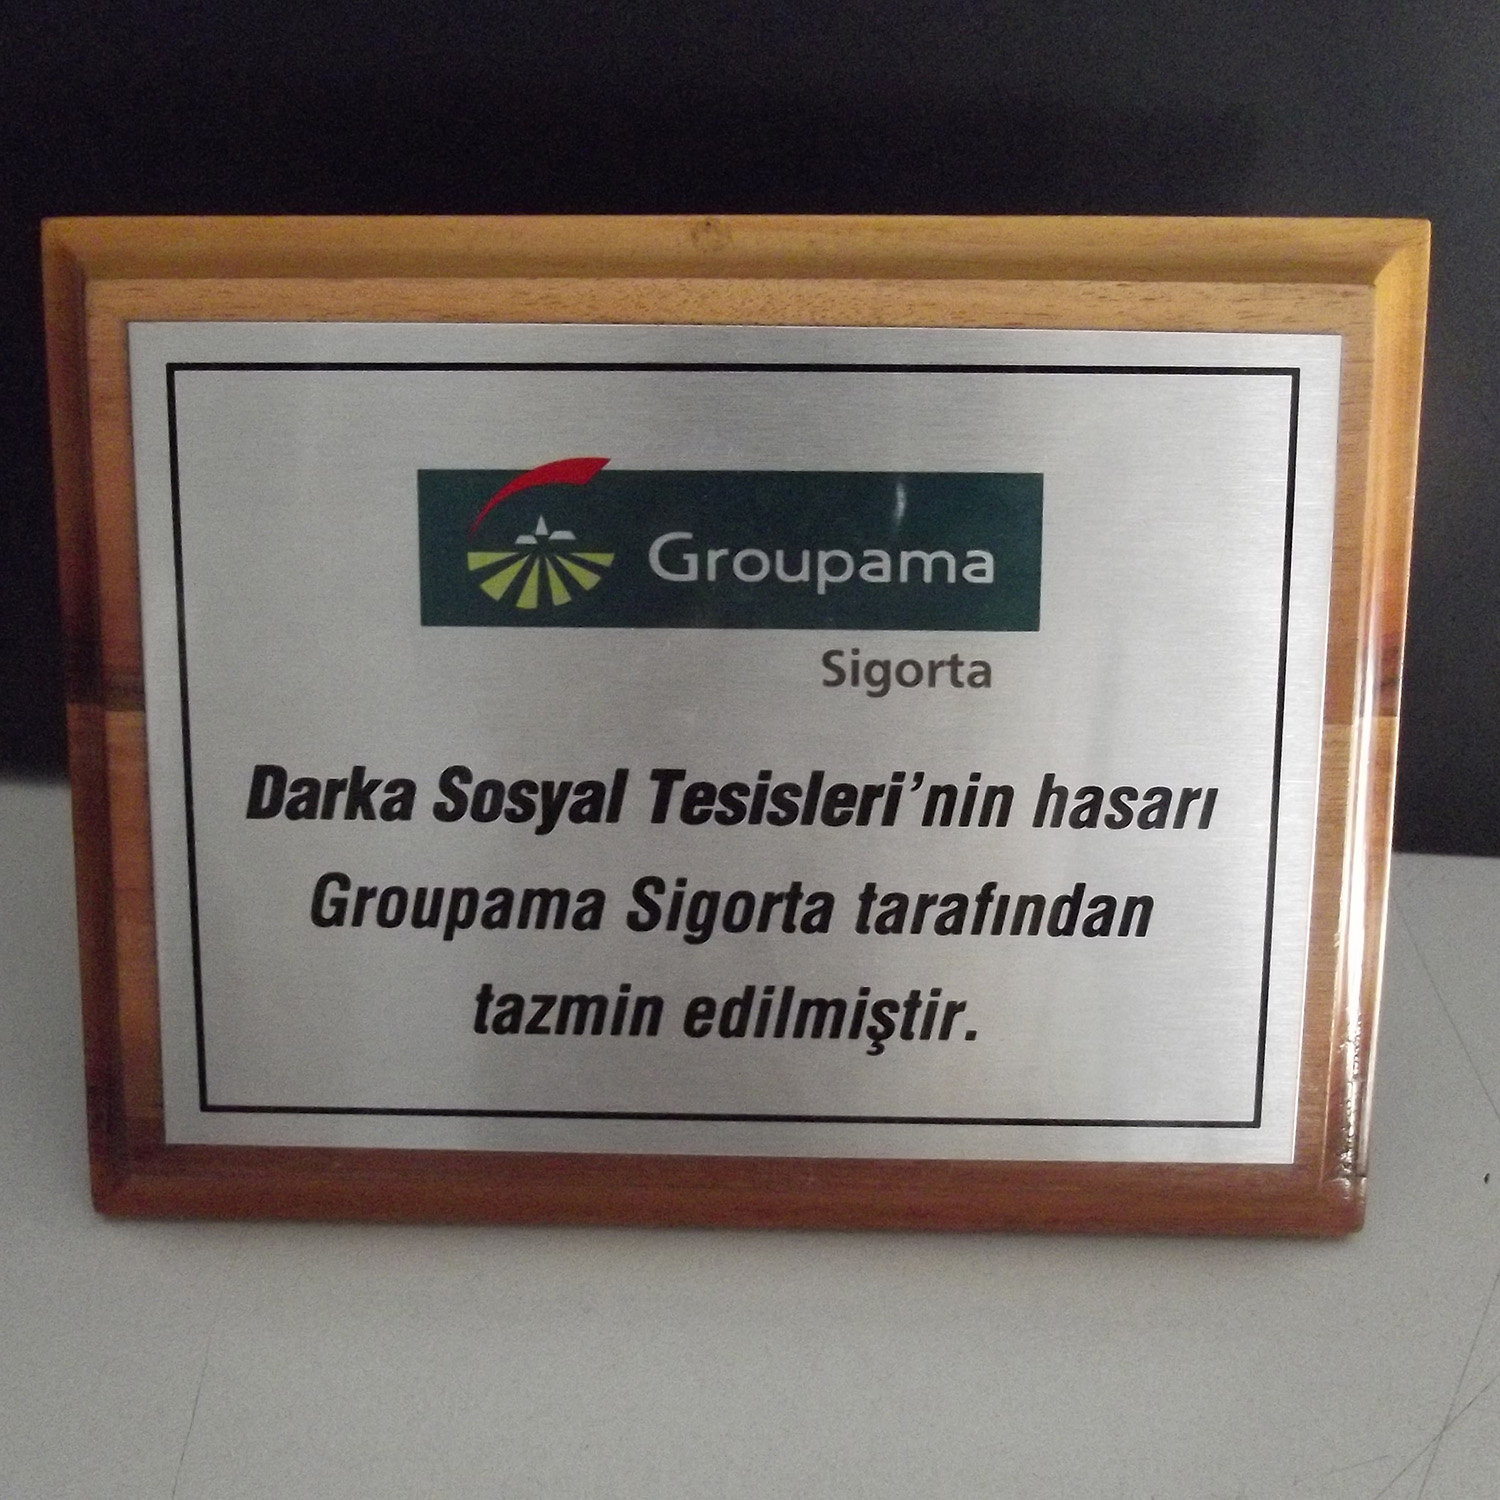 Groupama
Sigorta
Darka Sosyal Tesisleri'nin hasarı
Groupama Sigorta tarafından
tazmin edilmiştir.